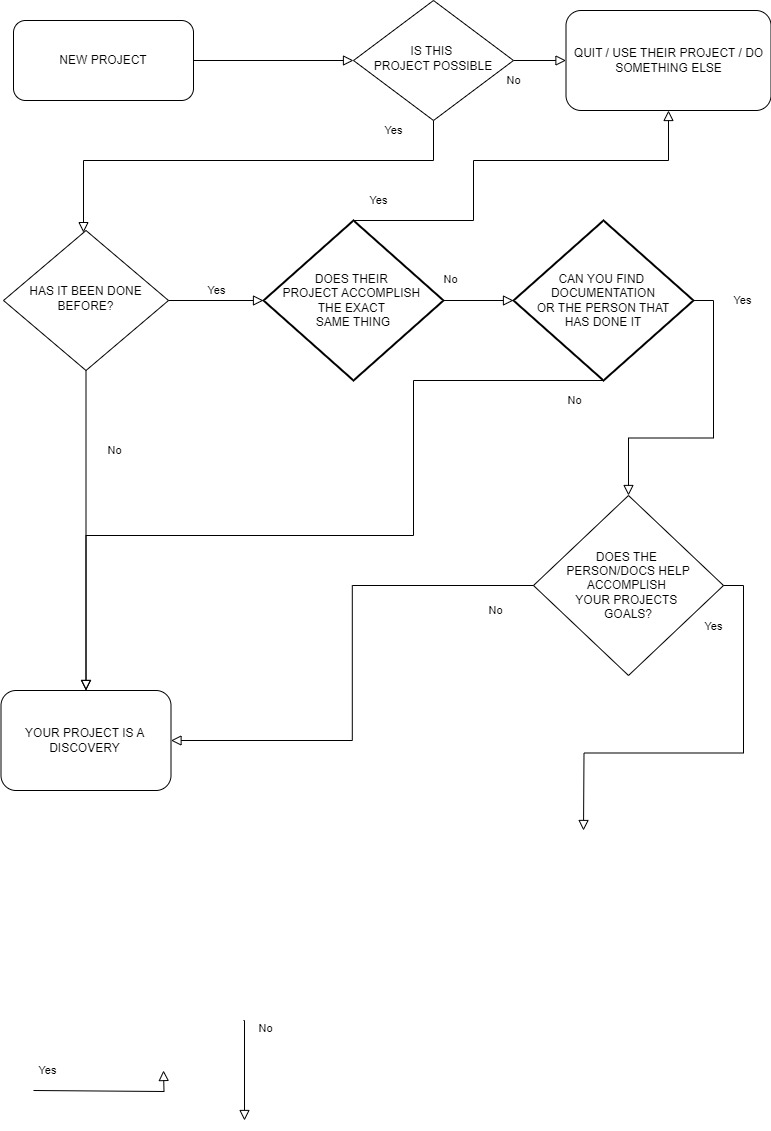 NEW PROJECT
IS THIS
PROJECT POSSIBLE
QUIT / USE THEIR PROJECT / DO
SOMETHING ELSE
No
Yes
Yes
HAS IT BEEN DONE
BEFORE?
Yes
DOES THEIR
PROJECT ACCOMPLISH
THE EXACT
SAME THING
No
CAN YOU FIND
DOCUMENTATION
OR THE PERSON THAT
HAS DONE IT
Yes
No
No
DOES THE
PERSON/DOCS HELP
ACCOMPLISH
YOUR PROJECTS
GOALS?
No
Yes
YOUR PROJECT IS A
DISCOVERY
No
Yes